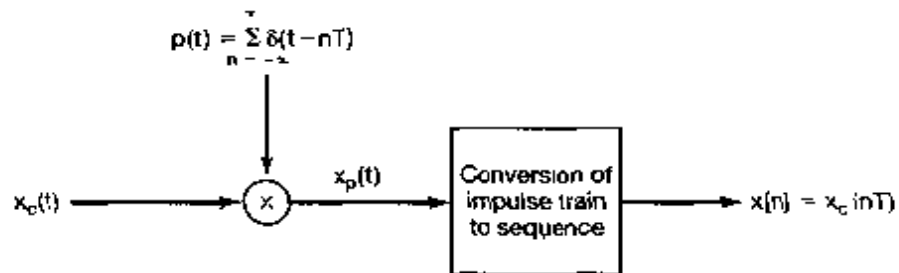 p(t) = Σ δ(t-nT)
x_c(t)
x
x_p(t)
Conversion of
impulse train
to sequence
x[n] = x_c(nT)